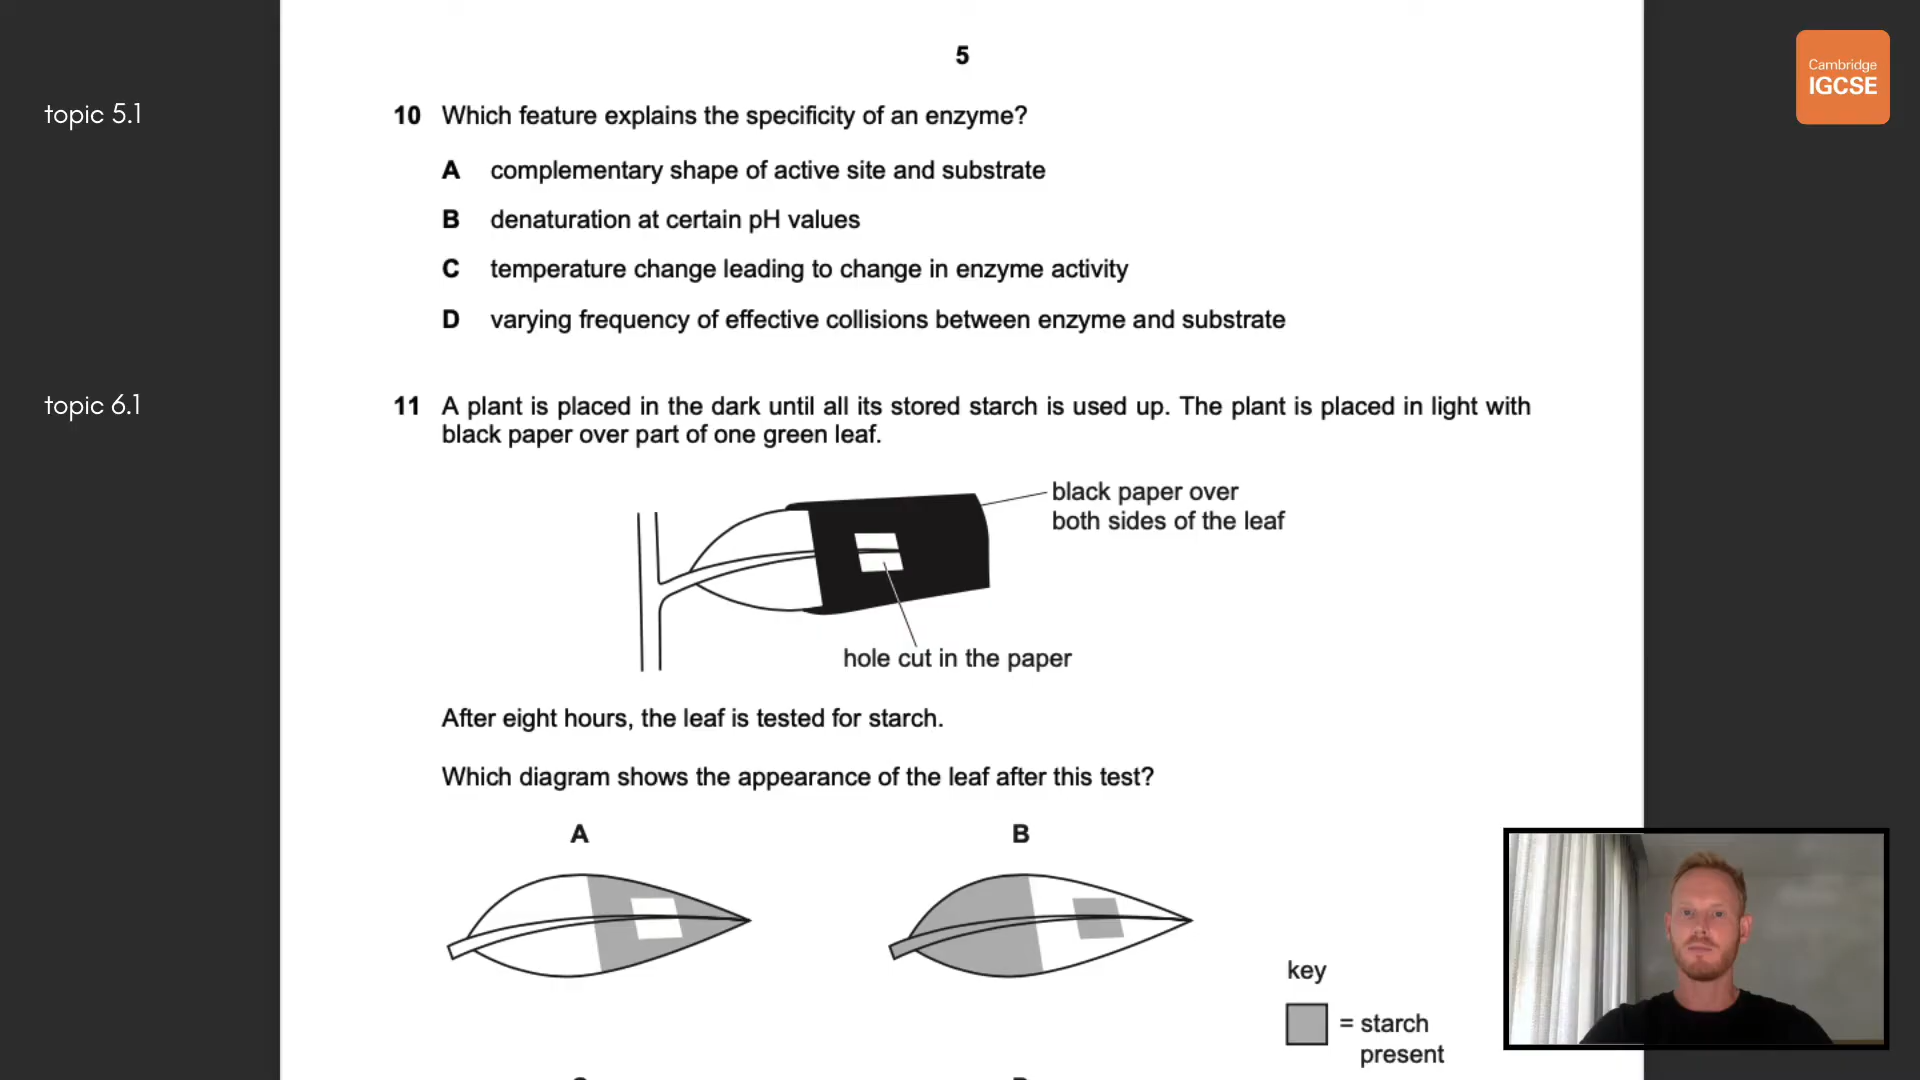 5
Cambridge
IGCSE
topic 5.1
10 Which feature explains the specificity of an enzyme?
A complementary shape of active site and substrate
B denaturation at certain pH values
C temperature change leading to change in enzyme activity
D varying frequency of effective collisions between enzyme and substrate
topic 6.1
11 A plant is placed in the dark until all its stored starch is used up. The plant is placed in light with
black paper over part of one green leaf.
black paper over
both sides of the leaf
hole cut in the paper
After eight hours, the leaf is tested for starch.
Which diagram shows the appearance of the leaf after this test?
A B
key
= starch
present